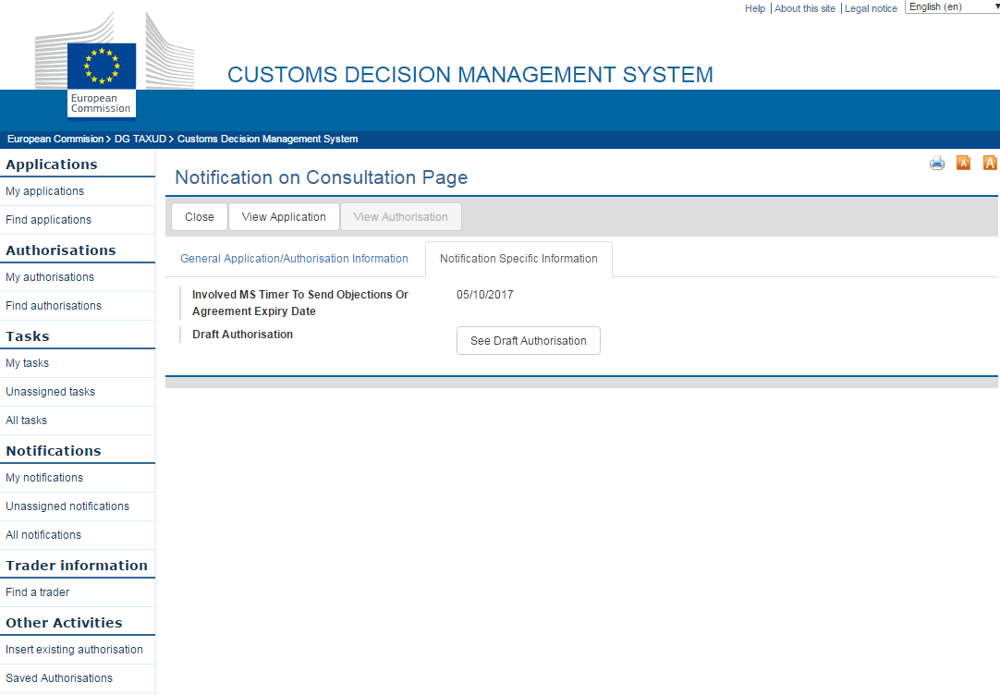 Help | About this site | Legal notice English (en)
CUSTOMS DECISION MANAGEMENT SYSTEM
European
Commission
European Commision > DG TAXUD > Customs Decision Management System
Applications
My applications
Find applications
Authorisations
My authorisations
Find authorisations
Tasks
My tasks
Unassigned tasks
All tasks
Notifications
My notifications
Unassigned notifications
All notifications
Trader information
Find a trader
Other Activities
Insert existing authorisation
Saved Authorisations
A A
Notification on Consultation Page
Close View Application View Authorisation
General Application/Authorisation Information Notification Specific Information
Involved MS Timer To Send Objections Or 05/10/2017
Agreement Expiry Date
Draft Authorisation
See Draft Authorisation